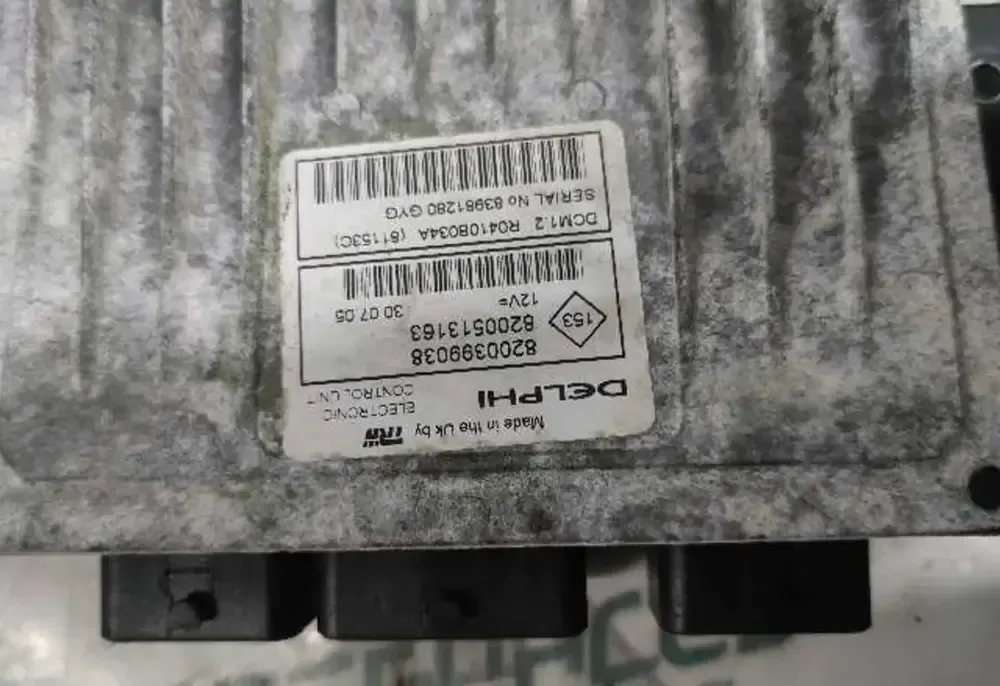 Made in the Uk by TRW
DELPHI
ELECTRONIC
CONTROL UNIT
8200399038
8200513163
153
12V=
30 07 05
DCM1.2 R0410B034A (61153C)
SERIAL No 83981280 GYG